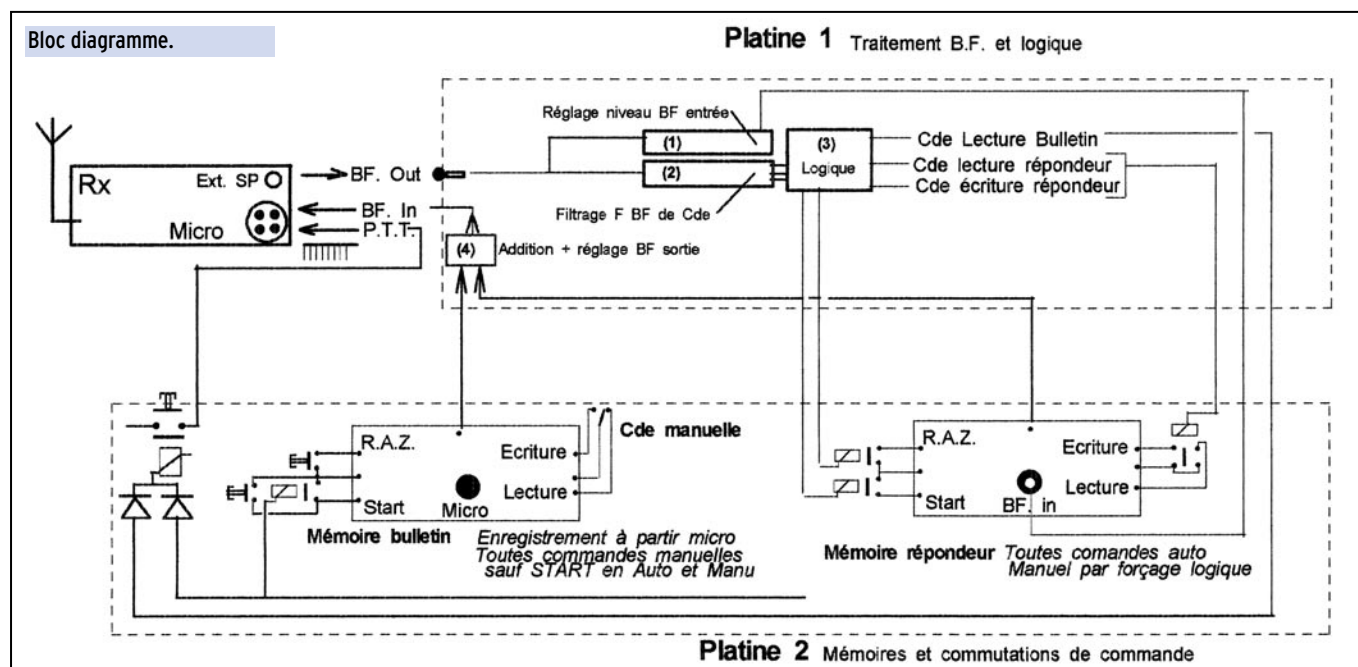 Bloc diagramme.
Platine 1 Traitement B.F. et logique
Réglage niveau BF entrée
(1)
(2)
(3)
Logique
Cde Lecture Bulletin
Cde lecture répondeur
Cde écriture répondeur
Filtrage F BF de Cde
Rx
Ext. SP
BF. Out
BF. In
Micro
P.T.T.
(4)
Addition + réglage BF sortie
R.A.Z.
Ecriture
Cde manuelle
Start
Micro
Lecture
Mémoire bulletin
Enregistrement à partir micro
Toutes commandes manuelles
sauf START en Auto et Manu
R.A.Z.
Ecriture
Start
BF. in
Lecture
Mémoire répondeur
Toutes comandes auto
Manuel par forçage logique
Platine 2 Mémoires et commutations de commande